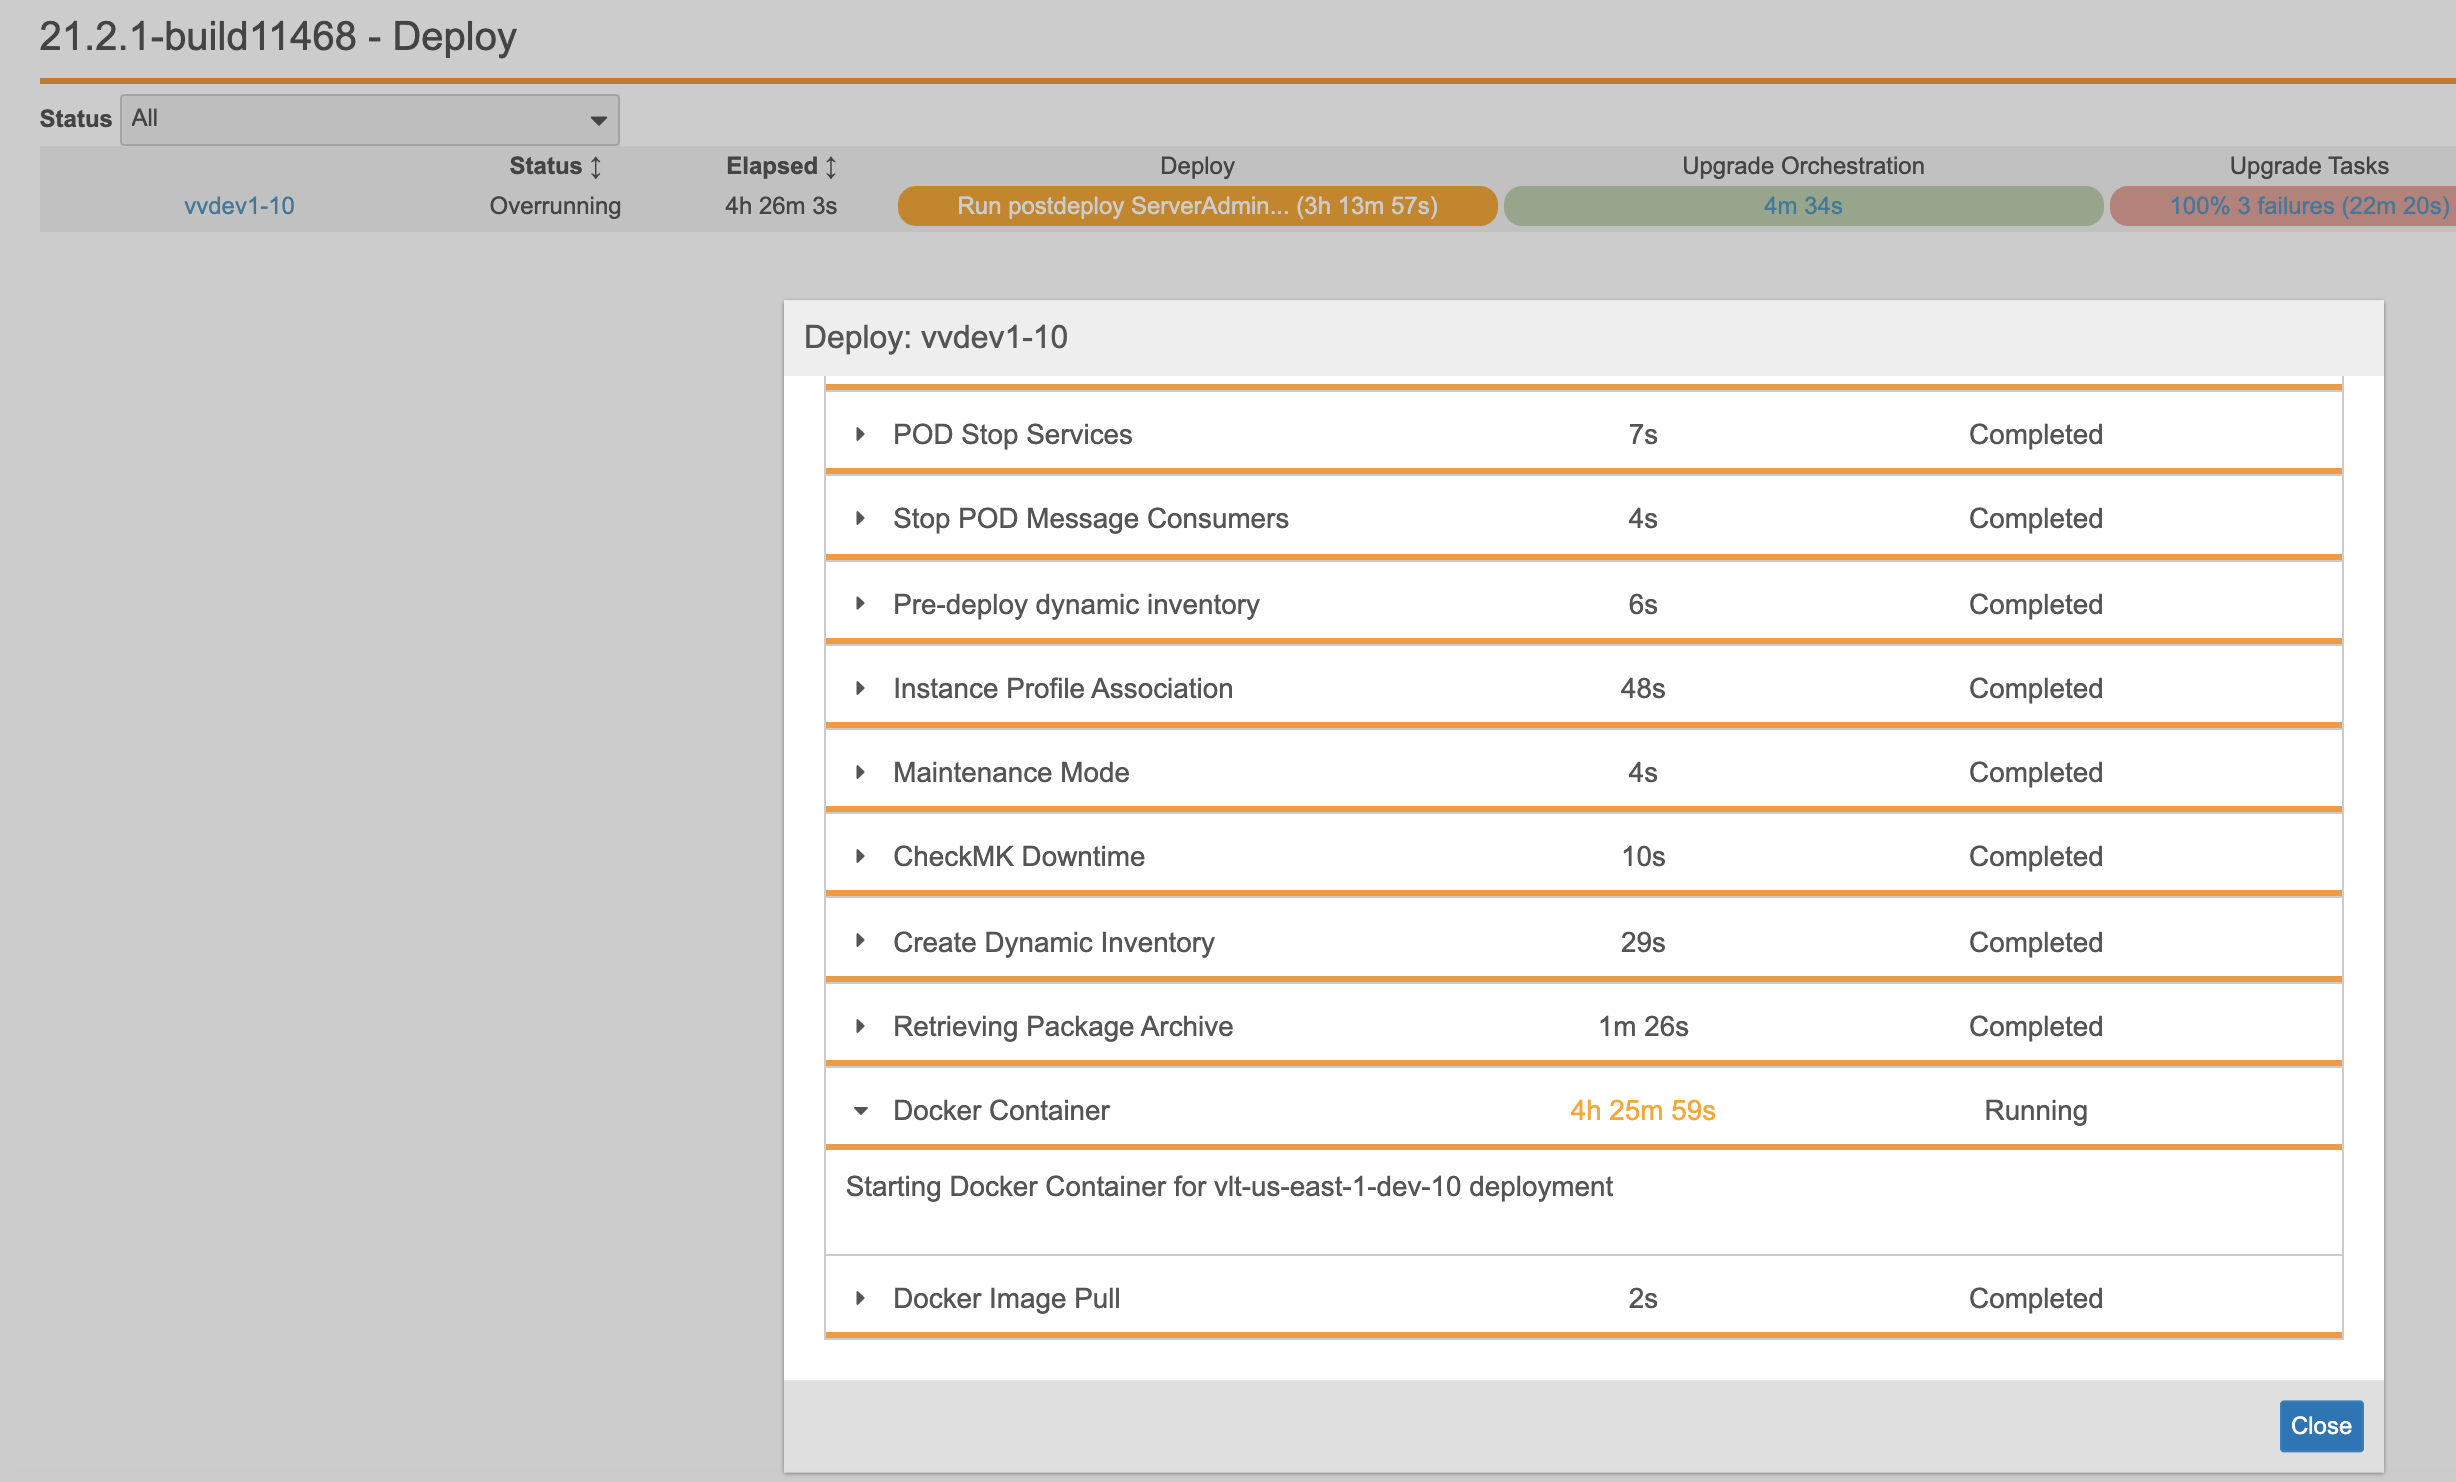 21.2.1-build11468 - Deploy
Status All
Status Elapsed Deploy Upgrade Orchestration Upgrade Tasks
vvdev1-10 Overrunning 4h 26m 3s Run postdeploy ServerAdmin... (3h 13m 57s) 4m 34s 100% 3 failures (22m 20s)
Deploy: vvdev1-10
POD Stop Services 7s Completed
Stop POD Message Consumers 4s Completed
Pre-deploy dynamic inventory 6s Completed
Instance Profile Association 48s Completed
Maintenance Mode 4s Completed
CheckMK Downtime 10s Completed
Create Dynamic Inventory 29s Completed
Retrieving Package Archive 1m 26s Completed
Docker Container 4h 25m 59s Running
Starting Docker Container for vlt-us-east-1-dev-10 deployment
Docker Image Pull 2s Completed
Close